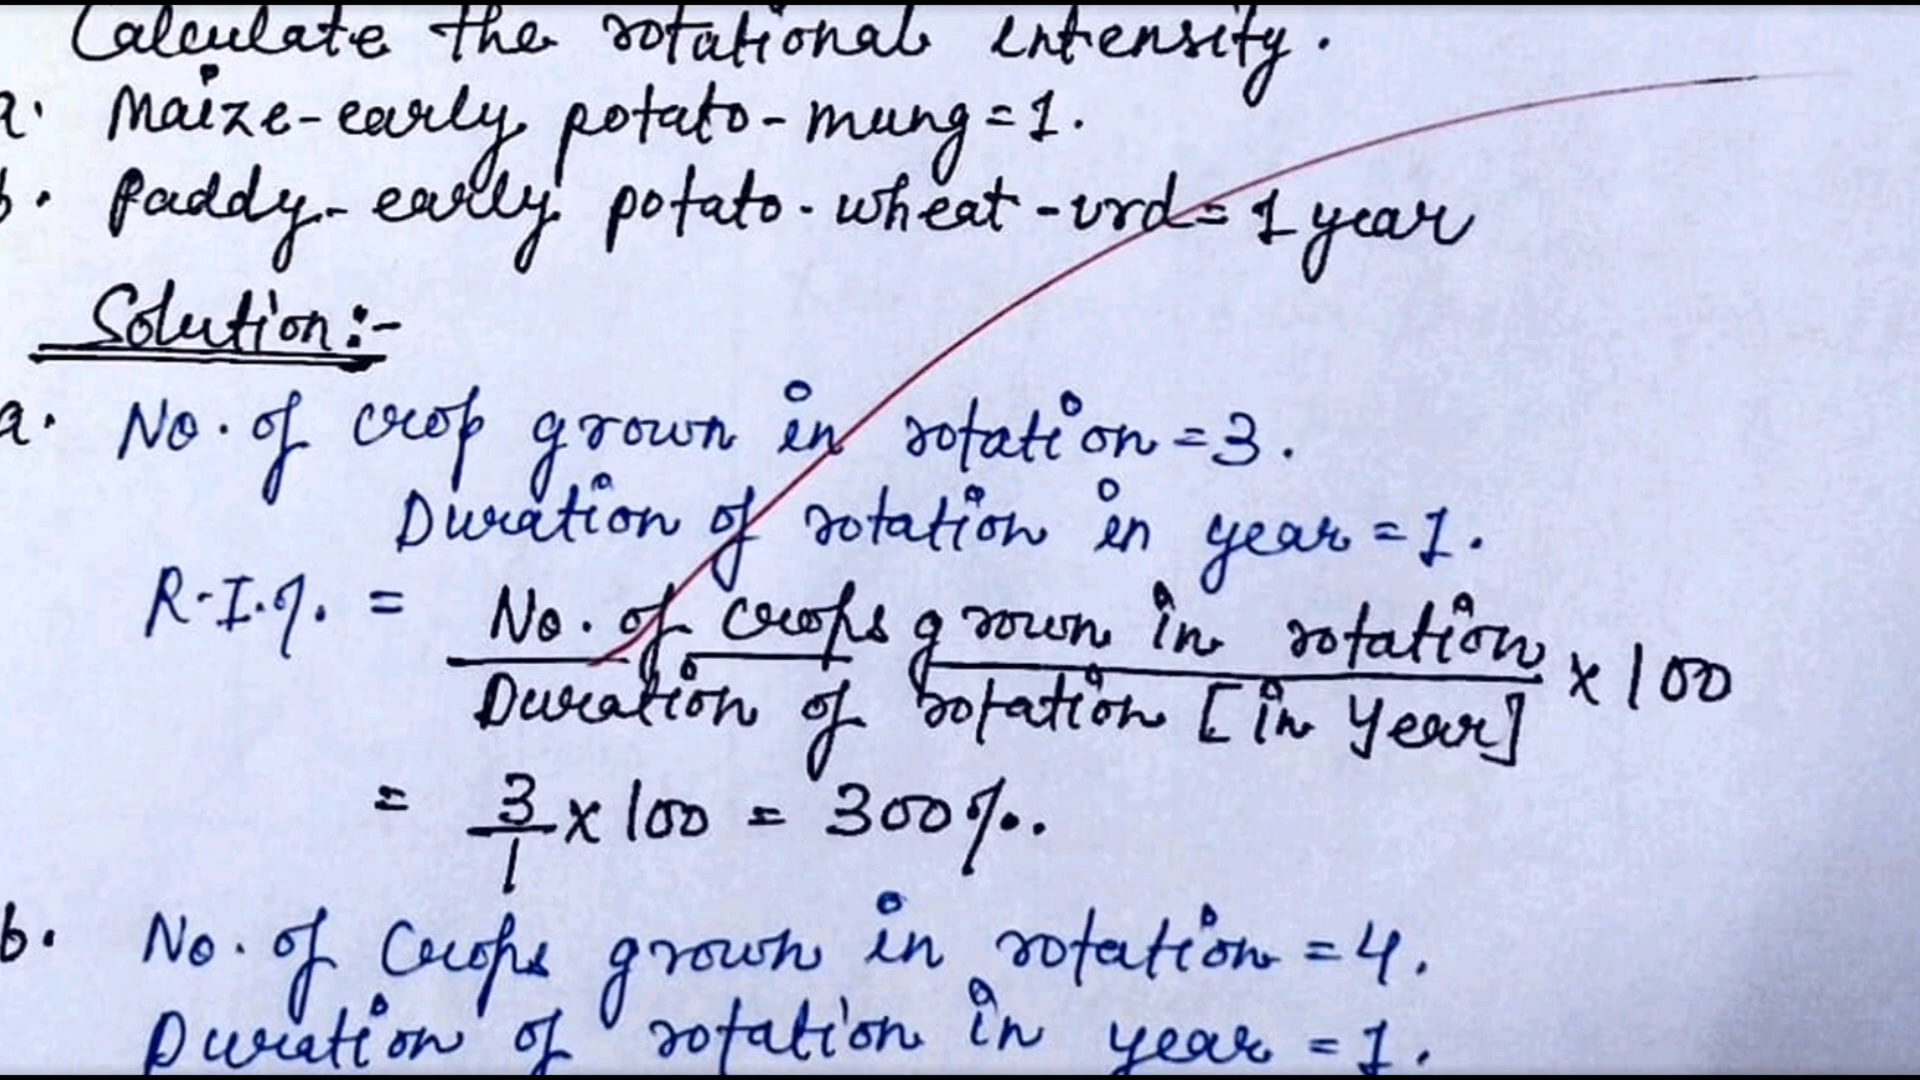 Calculate the rotational intensity.
a. Maize-early potato-mung=1.
b. Paddy-early potato-wheat-urd=1 year
Solution:-
a. No. of crop grown in rotation=3.
Duration of rotation in year=1.
R.I.% = No. of crops grown in rotation
Duration of rotation [in Year] x 100
= 3/1 x 100 = 300%.
b. No. of Crops grown in rotation=4.
Duration of rotation in year=1.